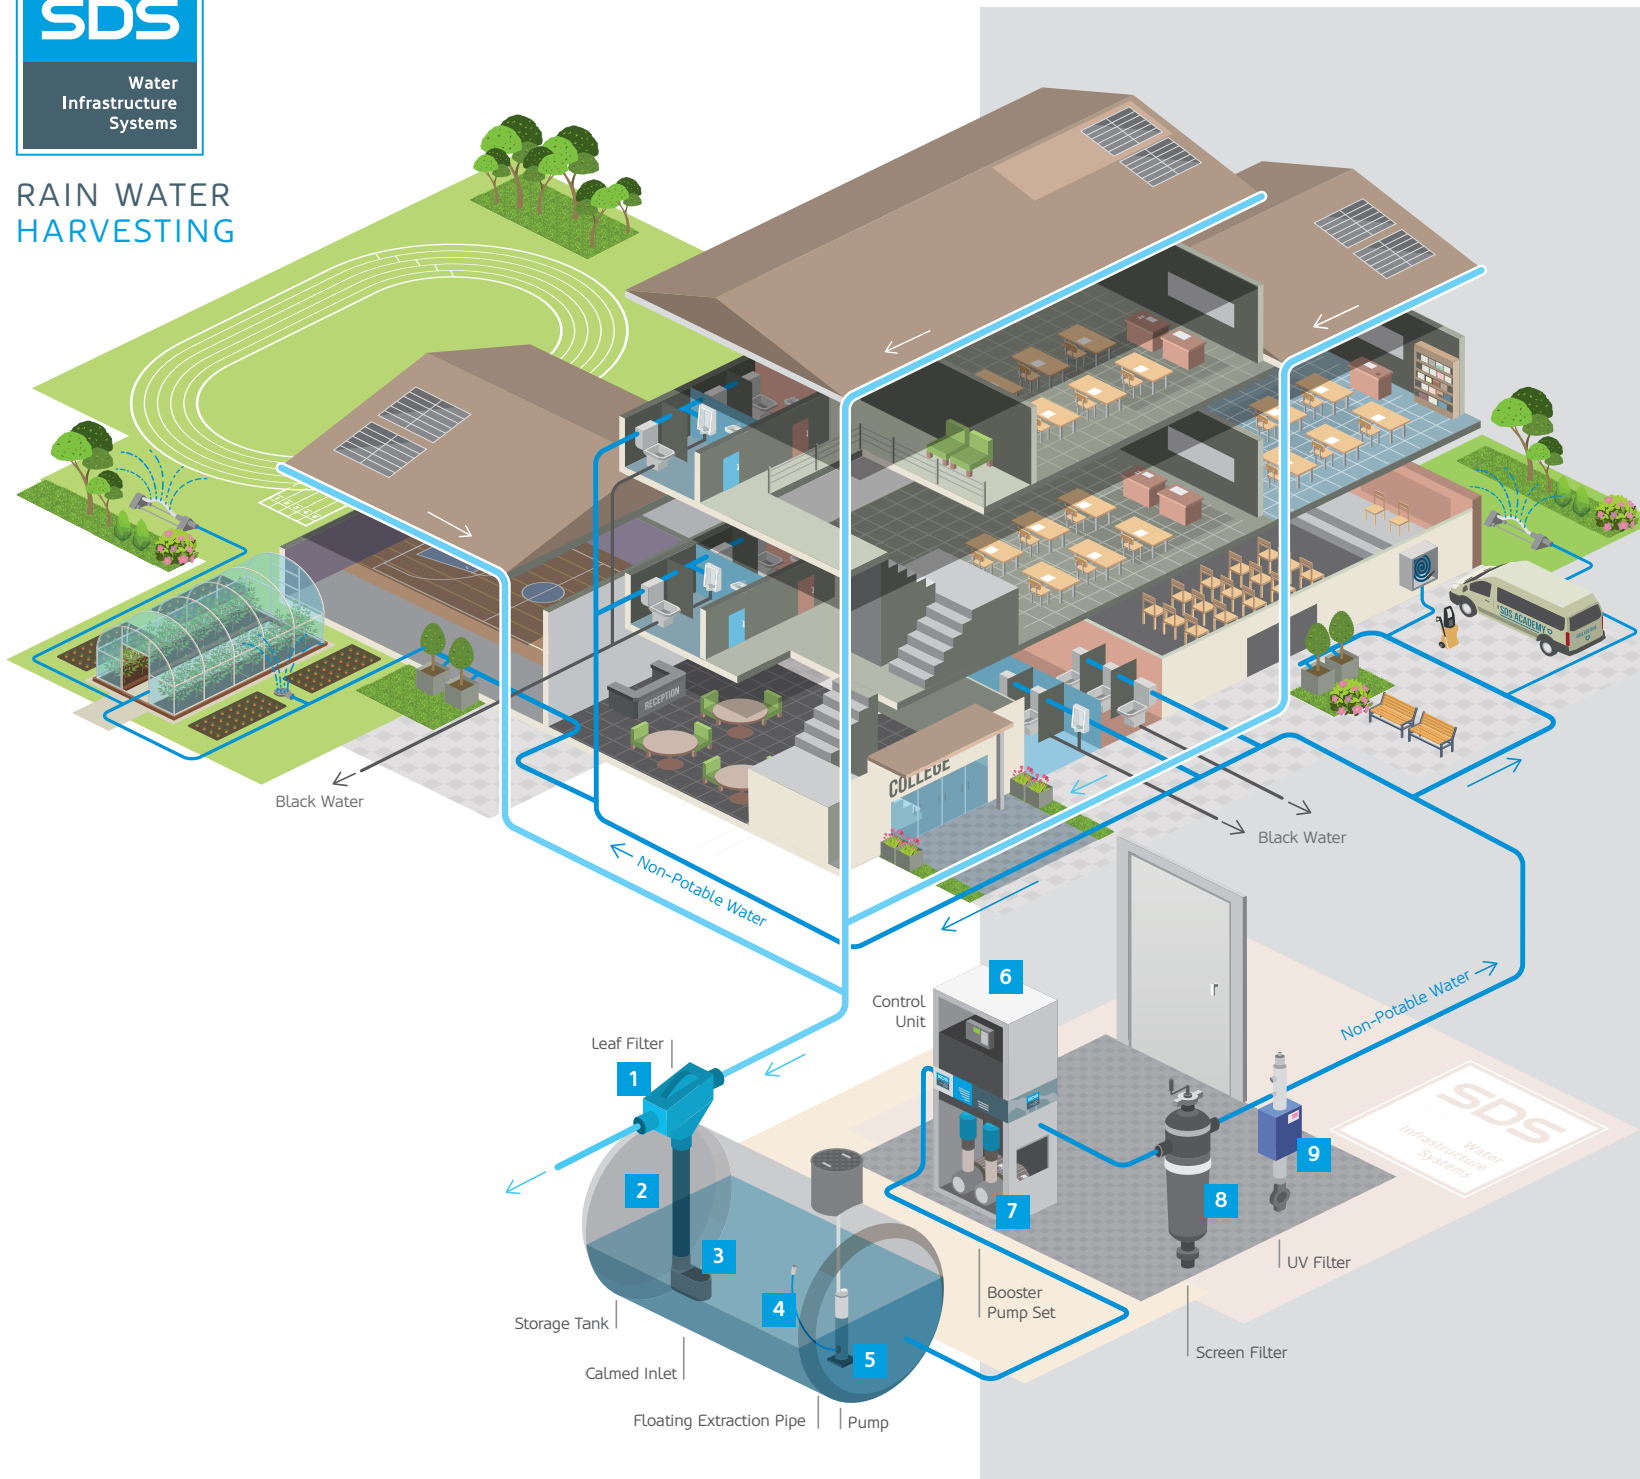 SDS
Water
Infrastructure
Systems
RAIN WATER
HARVESTING
RECEPTION
COLLEGE
SDS ACADEMY
Black Water
Black Water
Non-Potable Water
Non-Potable Water
6
Control
Unit
Leaf Filter
1
2
3
4
5
7
8
9
UV Filter
Booster
Pump Set
Screen Filter
Storage Tank
Calmed Inlet
Floating Extraction Pipe
Pump
SDS
Water
Infrastructure
Systems